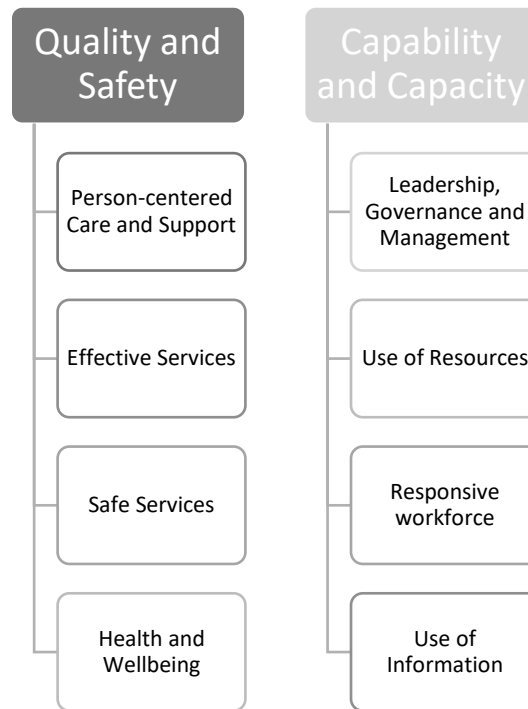 Quality and
Safety
Person-centered
Care and Support
Effective Services
Safe Services
Health and
Wellbeing
Capability
and Capacity
Leadership,
Governance and
Management
Use of Resources
Responsive
workforce
Use of
Information